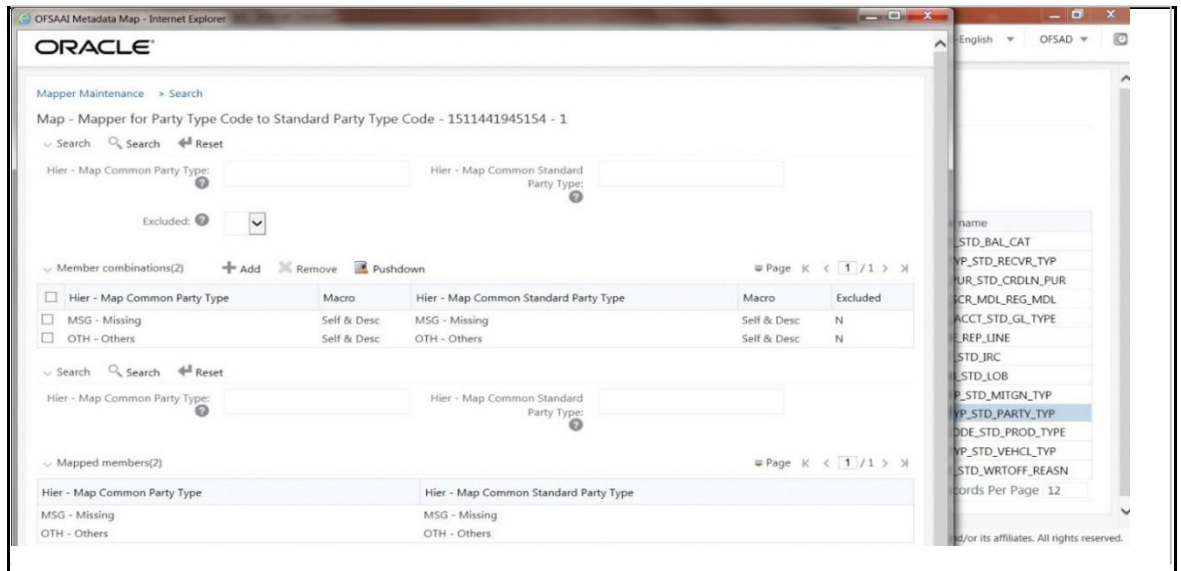 OFSAAI Metadata Map - Internet Explorer
ORACLE
Mapper Maintenance » Search
Map - Mapper for Party Type Code to Standard Party Type Code - 1511441945154 - 1
Search Search Reset
Hier - Map Common Party Type: Hier - Map Common Standard Party Type:
Excluded:
Member combinations(2) Add Remove Pushdown Page 1 / 1
Hier - Map Common Party Type Macro Hier - Map Common Standard Party Type Macro Excluded
MSG - Missing Self & Desc MSG - Missing Self & Desc N
OTH - Others Self & Desc OTH - Others Self & Desc N
Search Search Reset
Hier - Map Common Party Type: Hier - Map Common Standard Party Type:
Mapped members(2) Page 1 / 1
Hier - Map Common Party Type Hier - Map Common Standard Party Type
MSG - Missing MSG - Missing
OTH - Others OTH - Others
-English OFSAD
name
_STD_BAL_CAT
YP_STD_RECVR_TYP
PUR_STD_CRDLN_PUR
SCR_MDL_REG_MDL
ACCT_STD_GL_TYPE
_REP_LINE
STD_IRC
_STD_LOB
P_STD_MITGN_TYP
YP_STD_PARTY_TYP
ODE_STD_PROD_TYPE
YP_STD_VEHCL_TYP
_STD_WRTOFF_REASN
cords Per Page 12
nd/or its affiliates. All rights reserved.